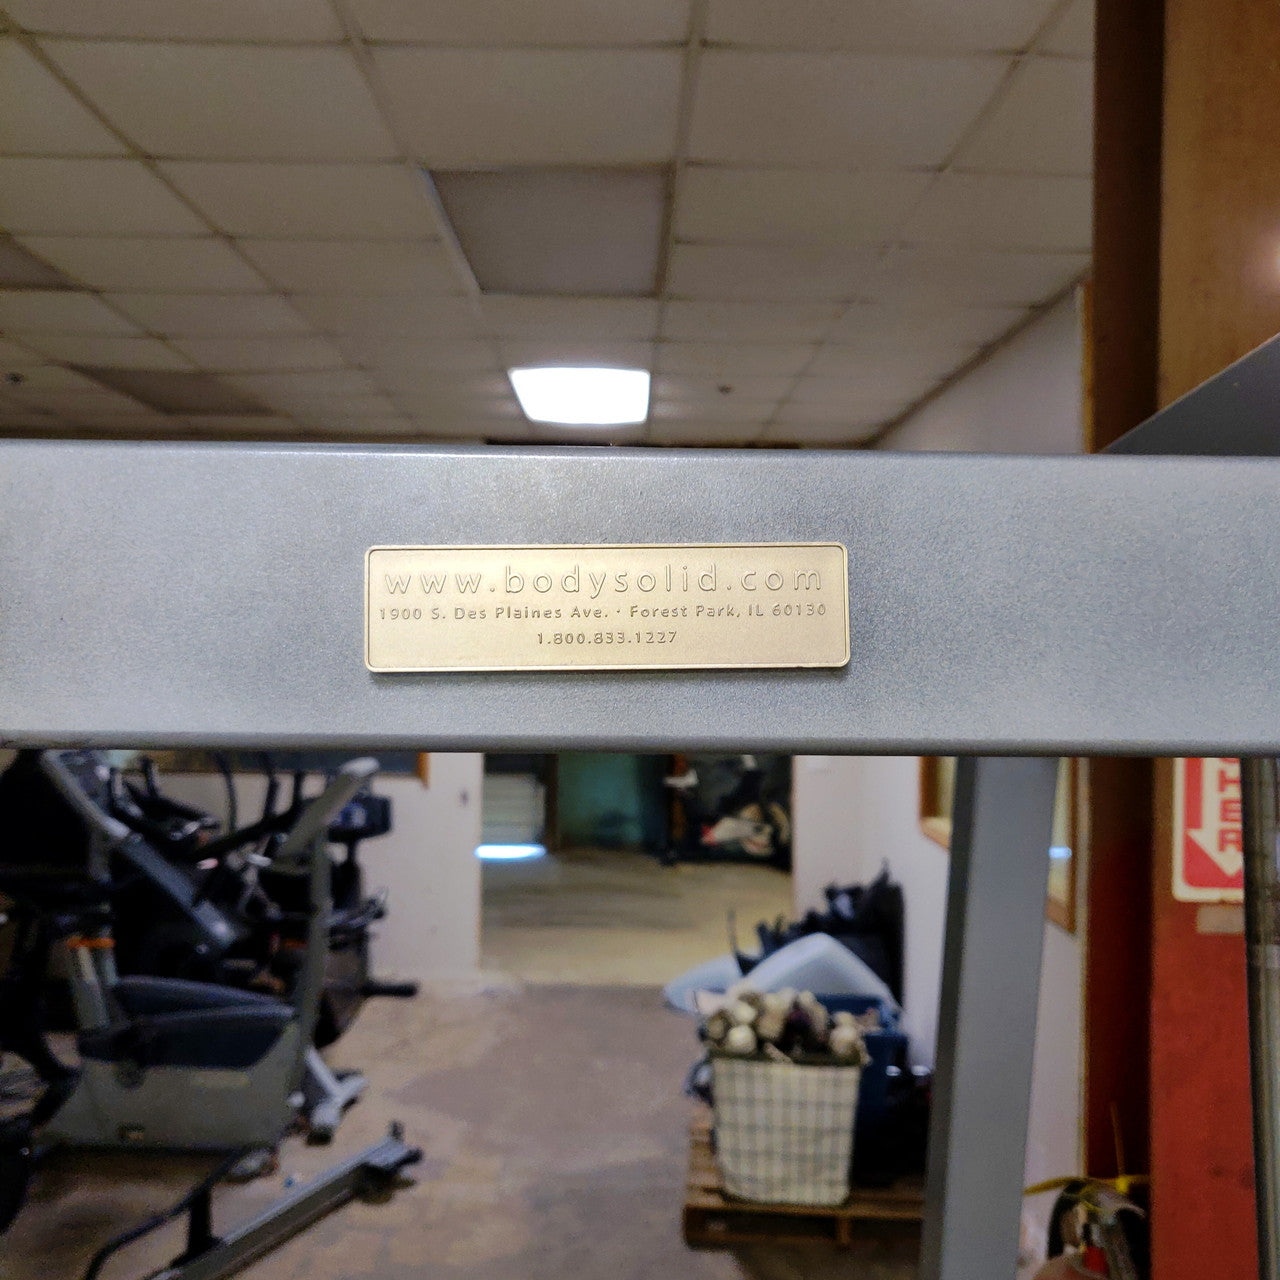 www.bodysolid.com
1900 S. Des Plaines Ave. · Forest Park, IL 60130
1.800.833.1227